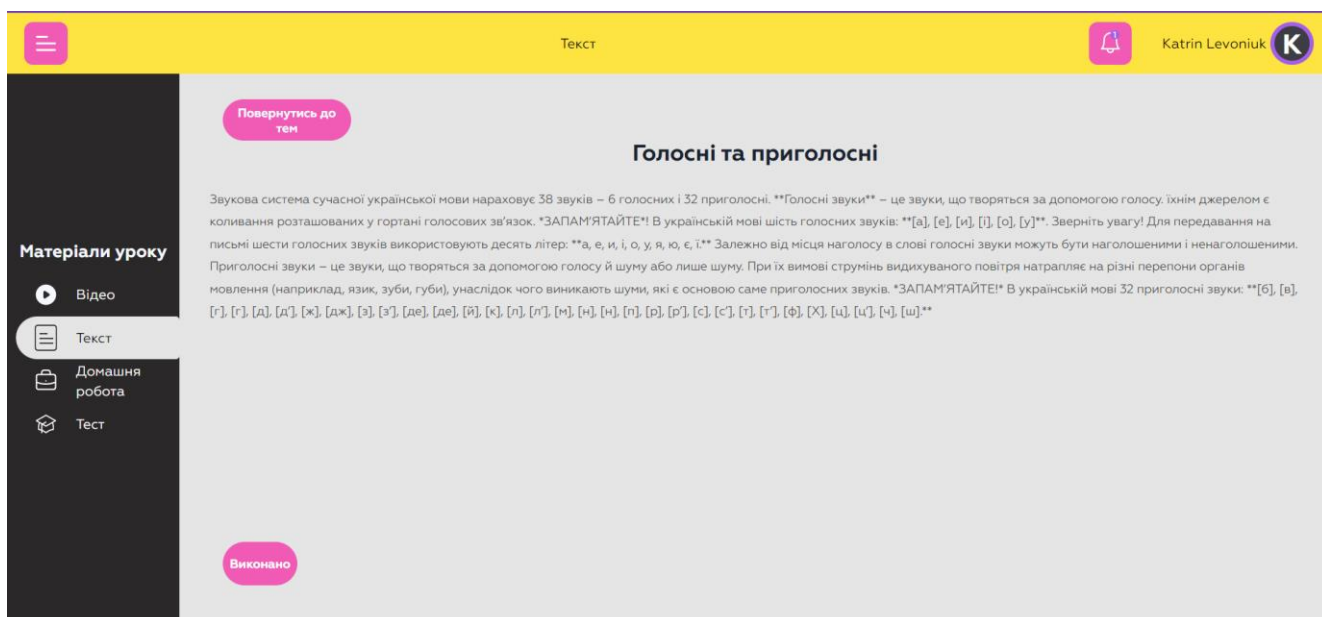 Текст
Katrin Levoniuk
K
Повернутись до
тем
Голосні та приголосні
Звукова система сучасної української мови нараховує 38 звуків – 6 голосних і 32 приголосні. **Голосні звуки** – це звуки, що творяться за допомогою голосу. їхнім джерелом є
коливання розташованих у гортані голосових зв'язок. *ЗАПАМ'ЯТАЙТЕ*! В українській мові шість голосних звуків: **[а], [е], [и], [і], [о], [у]**. Зверніть увагу! Для передавання на
письмі шести голосних звуків використовують десять літер: **а, е, и, і, о, у, я, ю, є, ї.** Залежно від місця наголосу в слові голосні звуки можуть бути наголошеними і ненаголошеними.
Приголосні звуки – це звуки, що творяться за допомогою голосу й шуму або лише шуму. При їх вимові струмінь видихуваного повітря натрапляє на різні перепони органів
мовлення (наприклад, язик, зуби, губи), унаслідок чого виникають шуми, які є основою саме приголосних звуків. *ЗАПАМ'ЯТАЙТЕ!* В українській мові 32 приголосні звуки: **[б], [в],
[г], [г], [д], [д'], [ж], [дж], [з], [з'], [де], [де], [й], [к], [л], [л'], [м], [н], [н], [п], [р], [р'], [с], [с'], [т], [т'], [ф], [Х], [ц], [ц'], [ч], [ш].**
Матеріали уроку
Відео
Текст
Домашня
робота
Тест
Виконано